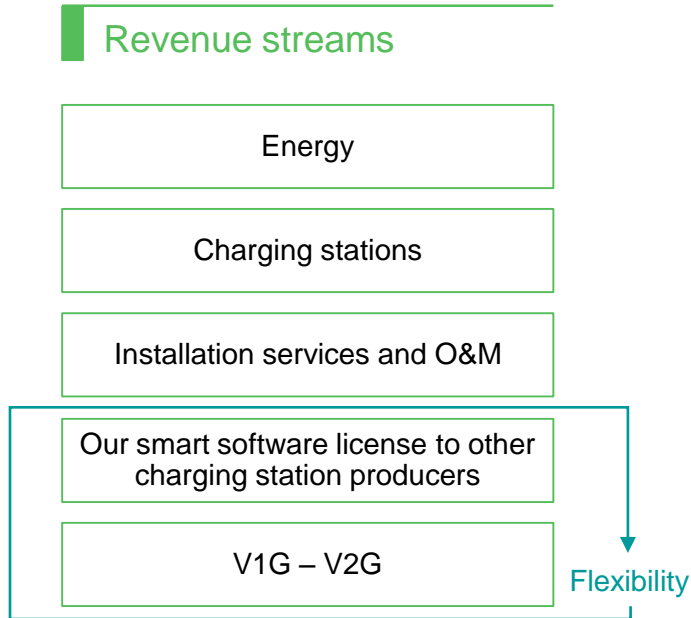 Revenue streams
Energy
Charging stations
Installation services and O&M
Our smart software license to other
charging station producers
V1G – V2G
Flexibility